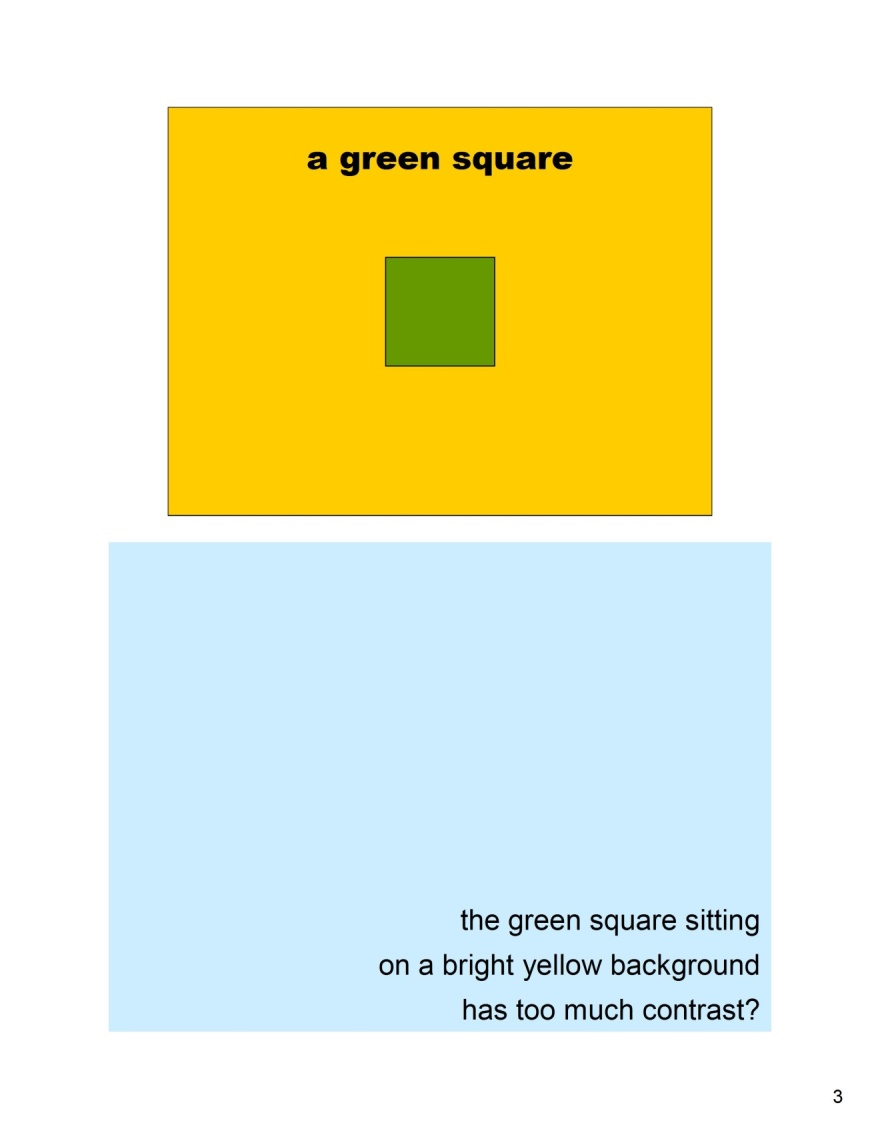 a green square
the green square sitting
on a bright yellow background
has too much contrast?
3